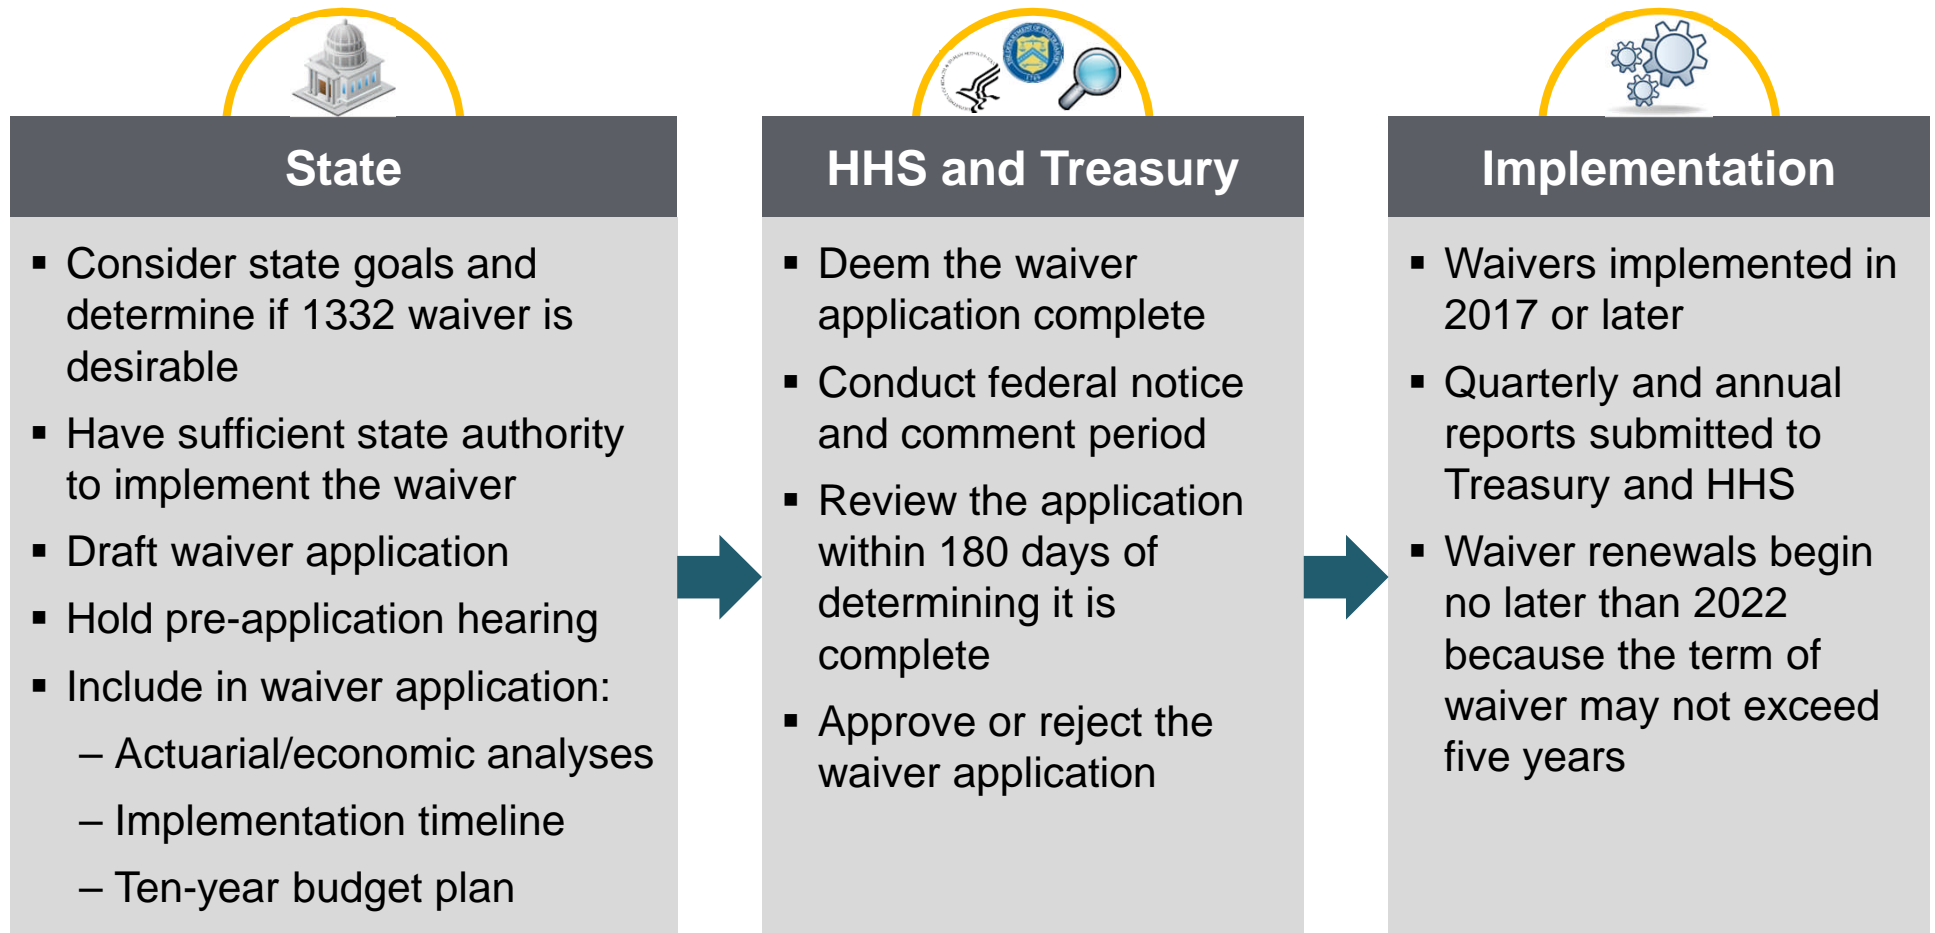 State
▪ Consider state goals and
determine if 1332 waiver is
desirable
▪ Have sufficient state authority
to implement the waiver
▪ Draft waiver application
▪ Hold pre-application hearing
▪ Include in waiver application:
– Actuarial/economic analyses
– Implementation timeline
– Ten-year budget plan
HHS and Treasury
▪ Deem the waiver
application complete
▪ Conduct federal notice
and comment period
▪ Review the application
within 180 days of
determining it is
complete
▪ Approve or reject the
waiver application
Implementation
▪ Waivers implemented in
2017 or later
▪ Quarterly and annual
reports submitted to
Treasury and HHS
▪ Waiver renewals begin
no later than 2022
because the term of
waiver may not exceed
five years